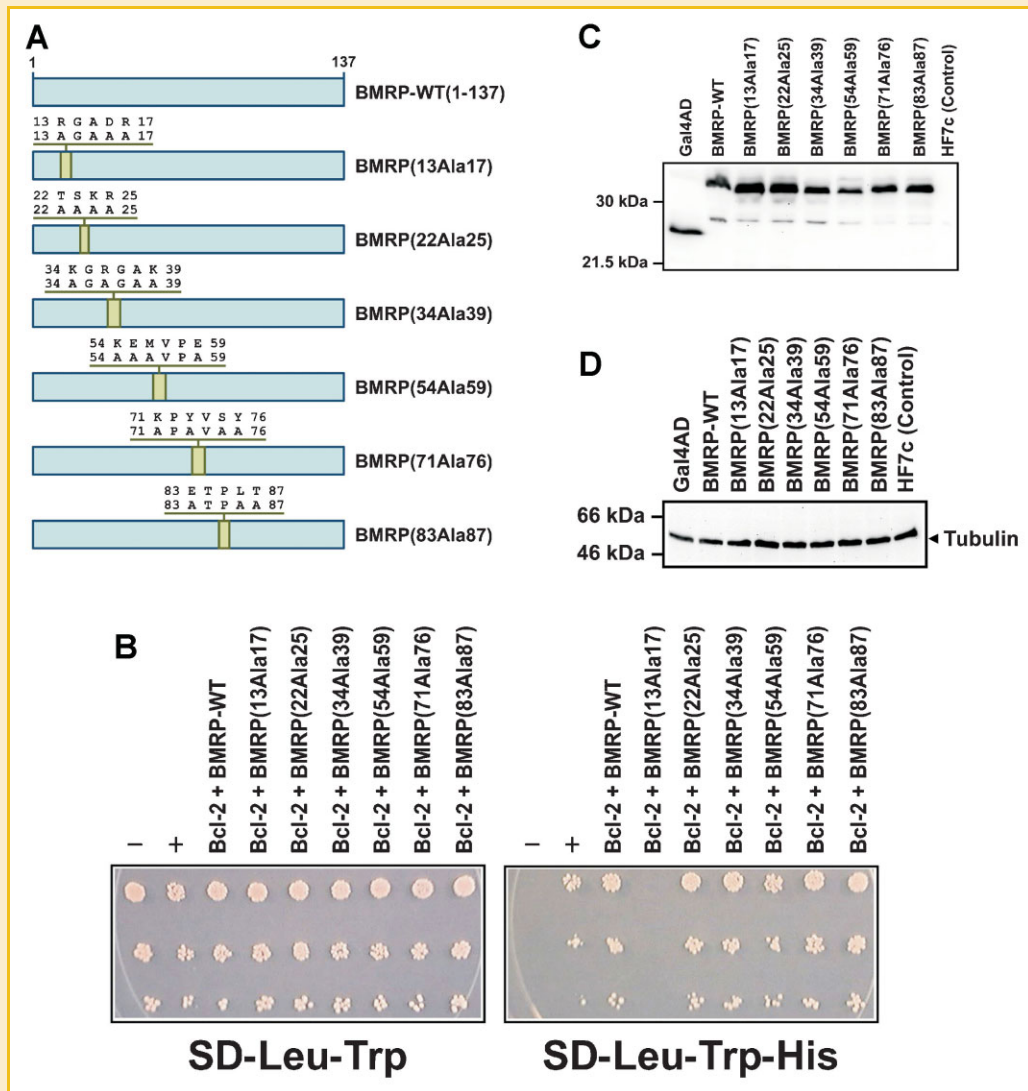 A
1 137
BMRP-WT(1-137)
13 R G A D R 17
13 A G A A A 17
BMRP(13Ala17)
22 T S K R 25
22 A A A A 25
BMRP(22Ala25)
34 K G R G A K 39
34 A G A G A A 39
BMRP(34Ala39)
54 K E M V P E 59
54 A A A V P A 59
BMRP(54Ala59)
71 K P Y V S Y 76
71 A P A V A A 76
BMRP(71Ala76)
83 E T P L T 87
83 A T P A A 87
BMRP(83Ala87)
C
Gal4AD
BMRP-WT
BMRP(13Ala17)
BMRP(22Ala25)
BMRP(34Ala39)
BMRP(54Ala59)
BMRP(71Ala76)
BMRP(83Ala87)
HF7c (Control)
30 kDa
21.5 kDa
D
Gal4AD
BMRP-WT
BMRP(13Ala17)
BMRP(22Ala25)
BMRP(34Ala39)
BMRP(54Ala59)
BMRP(71Ala76)
BMRP(83Ala87)
HF7c (Control)
66 kDa
46 kDa
Tubulin
B
−
+
Bcl-2 + BMRP-WT
Bcl-2 + BMRP(13Ala17)
Bcl-2 + BMRP(22Ala25)
Bcl-2 + BMRP(34Ala39)
Bcl-2 + BMRP(54Ala59)
Bcl-2 + BMRP(71Ala76)
Bcl-2 + BMRP(83Ala87)
SD-Leu-Trp
−
+
Bcl-2 + BMRP-WT
Bcl-2 + BMRP(13Ala17)
Bcl-2 + BMRP(22Ala25)
Bcl-2 + BMRP(34Ala39)
Bcl-2 + BMRP(54Ala59)
Bcl-2 + BMRP(71Ala76)
Bcl-2 + BMRP(83Ala87)
SD-Leu-Trp-His